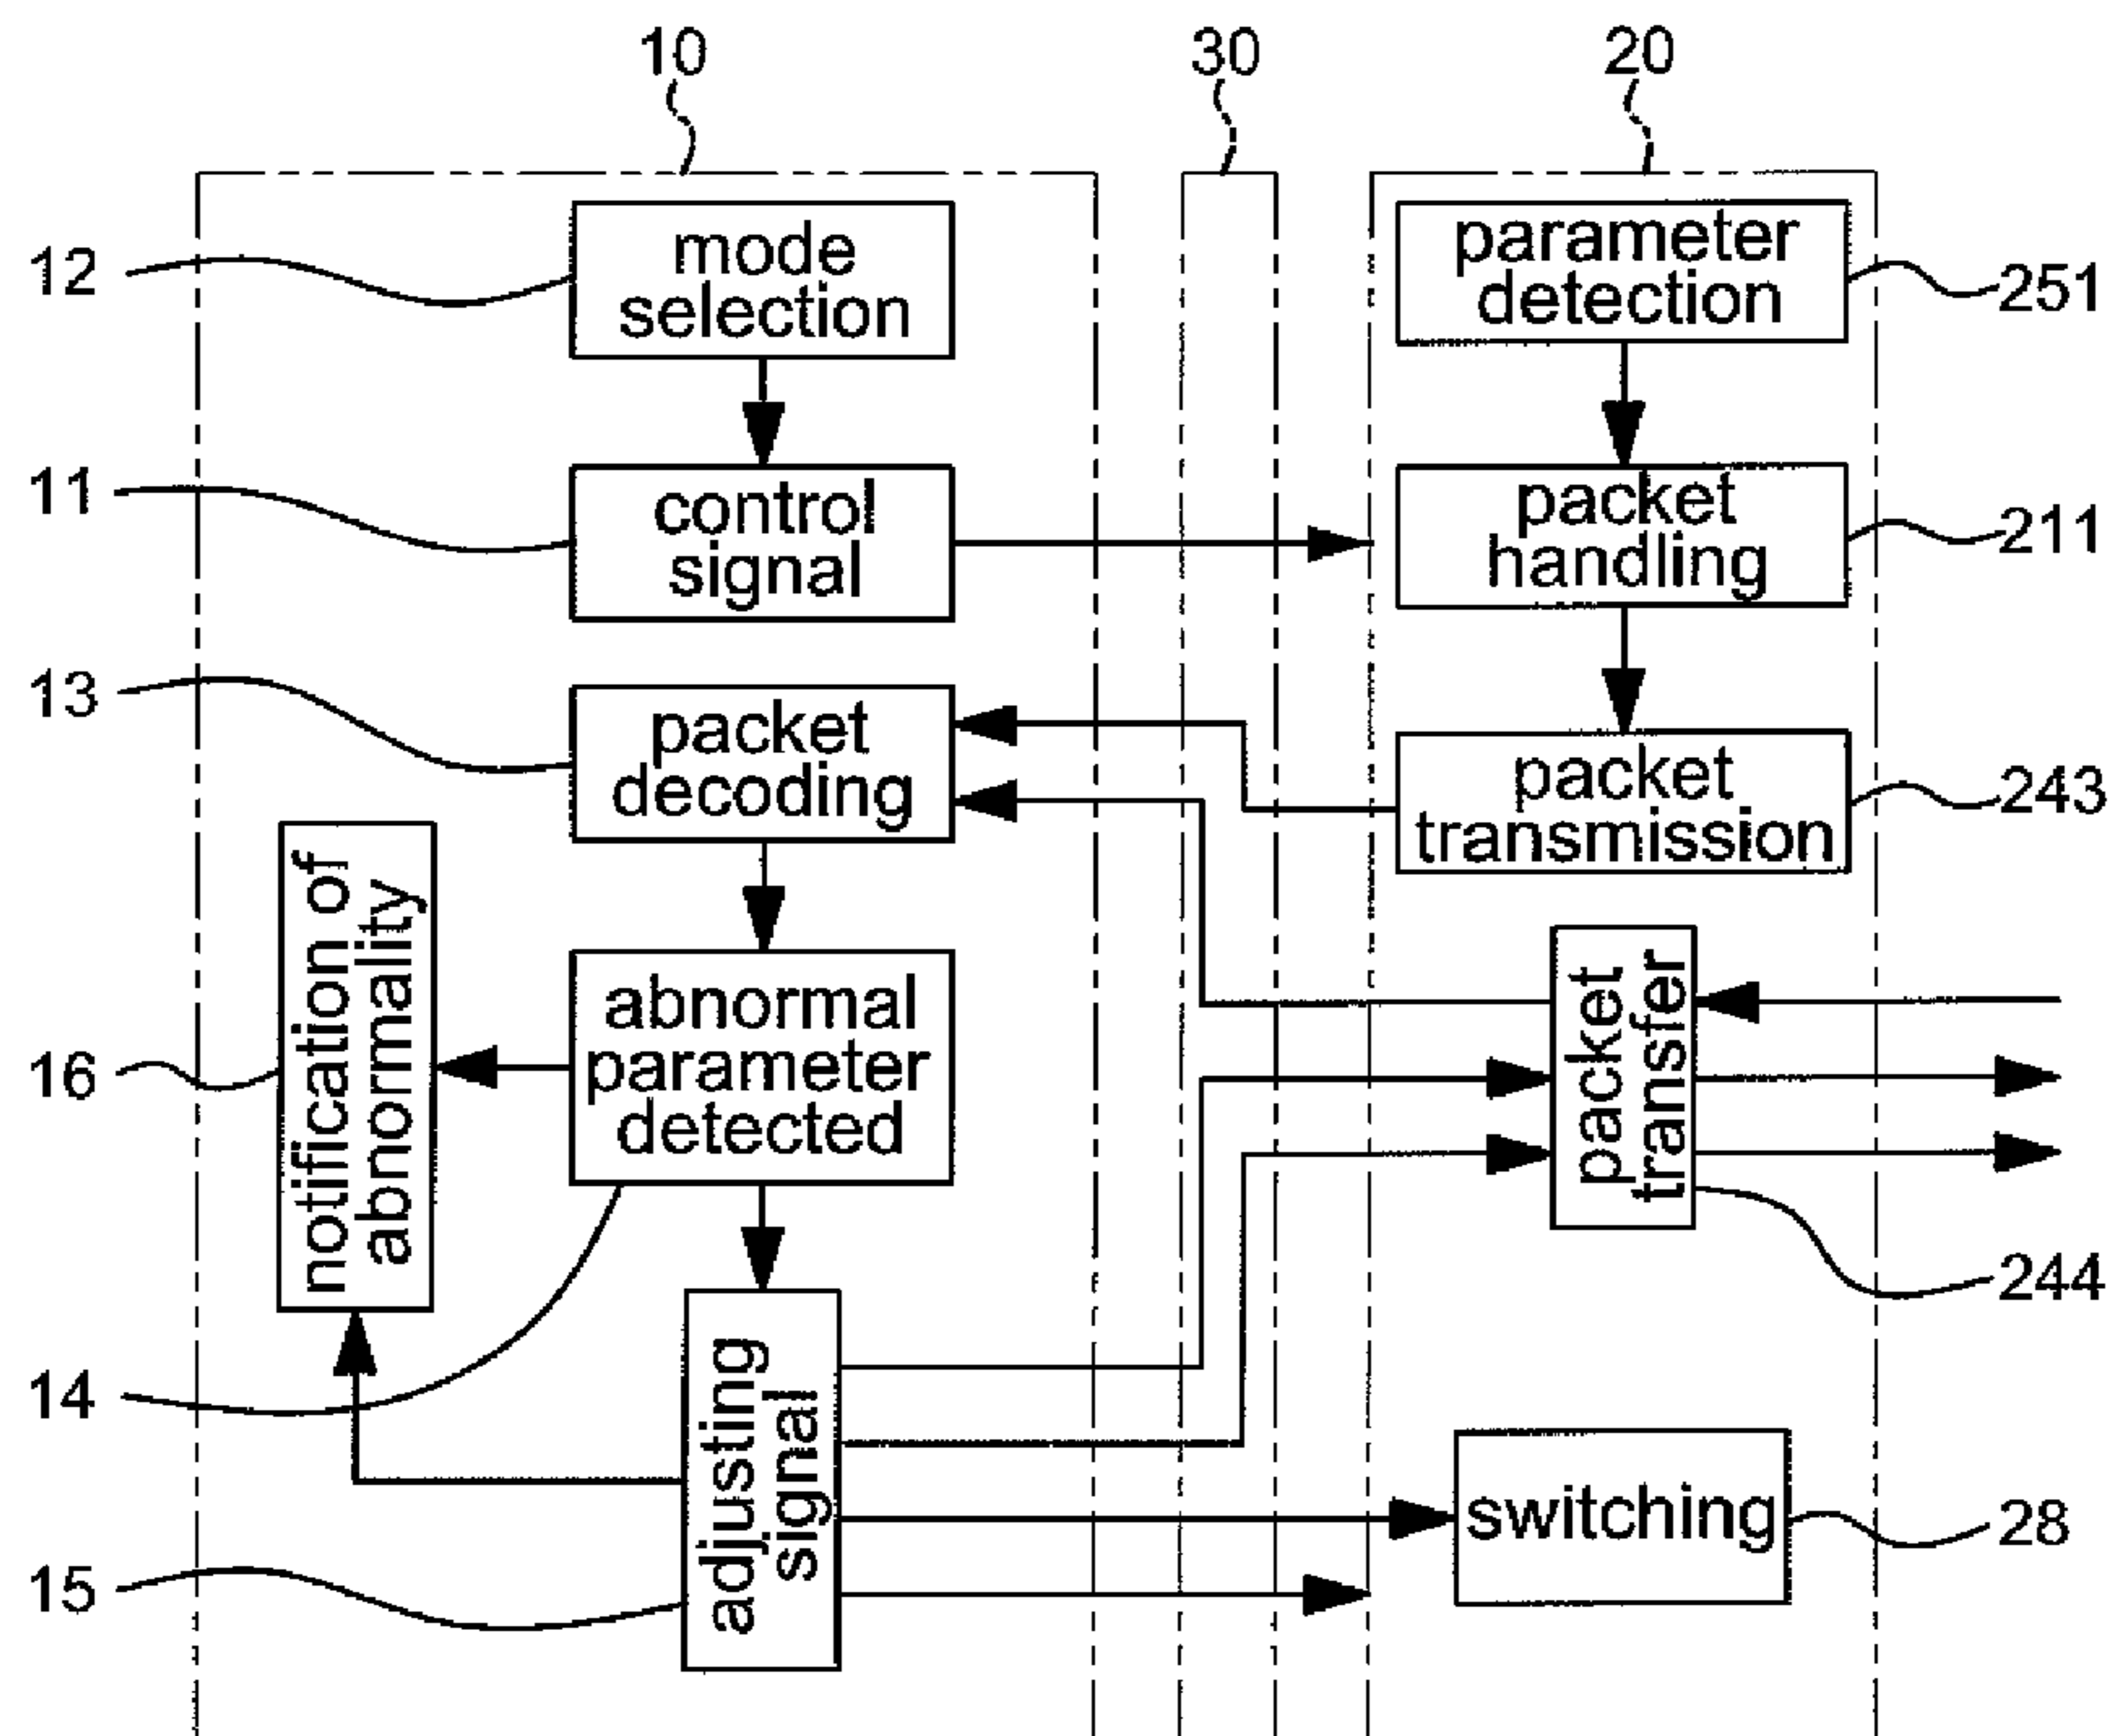 10
30
20
12
mode
selection
parameter
detection
251
11
control
signal
packet
handling
211
13
packet
decoding
packet
transmission
243
notification of
abnormality
16
abnormal
parameter
detected
packet
transfer
244
14
adjusting
signal
15
switching
28